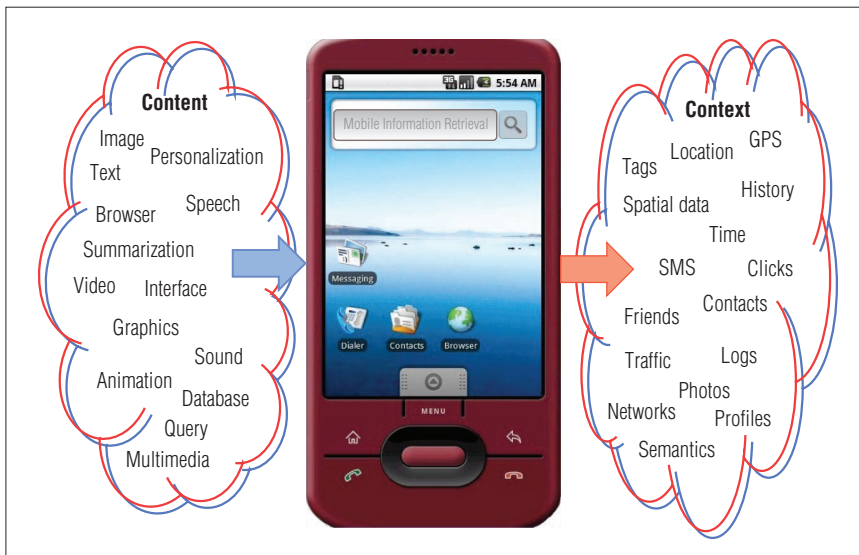 Content
Image
Personalization
Text
Speech
Browser
Summarization
Video
Interface
Graphics
Sound
Animation
Database
Query
Multimedia
3G
5:54 AM
Mobile Information Retrieval
Messaging
Dialer
Contacts
Browser
MENU
Context
GPS
Location
Tags
History
Spatial data
Time
SMS
Clicks
Contacts
Friends
Traffic
Logs
Photos
Networks
Profiles
Semantics